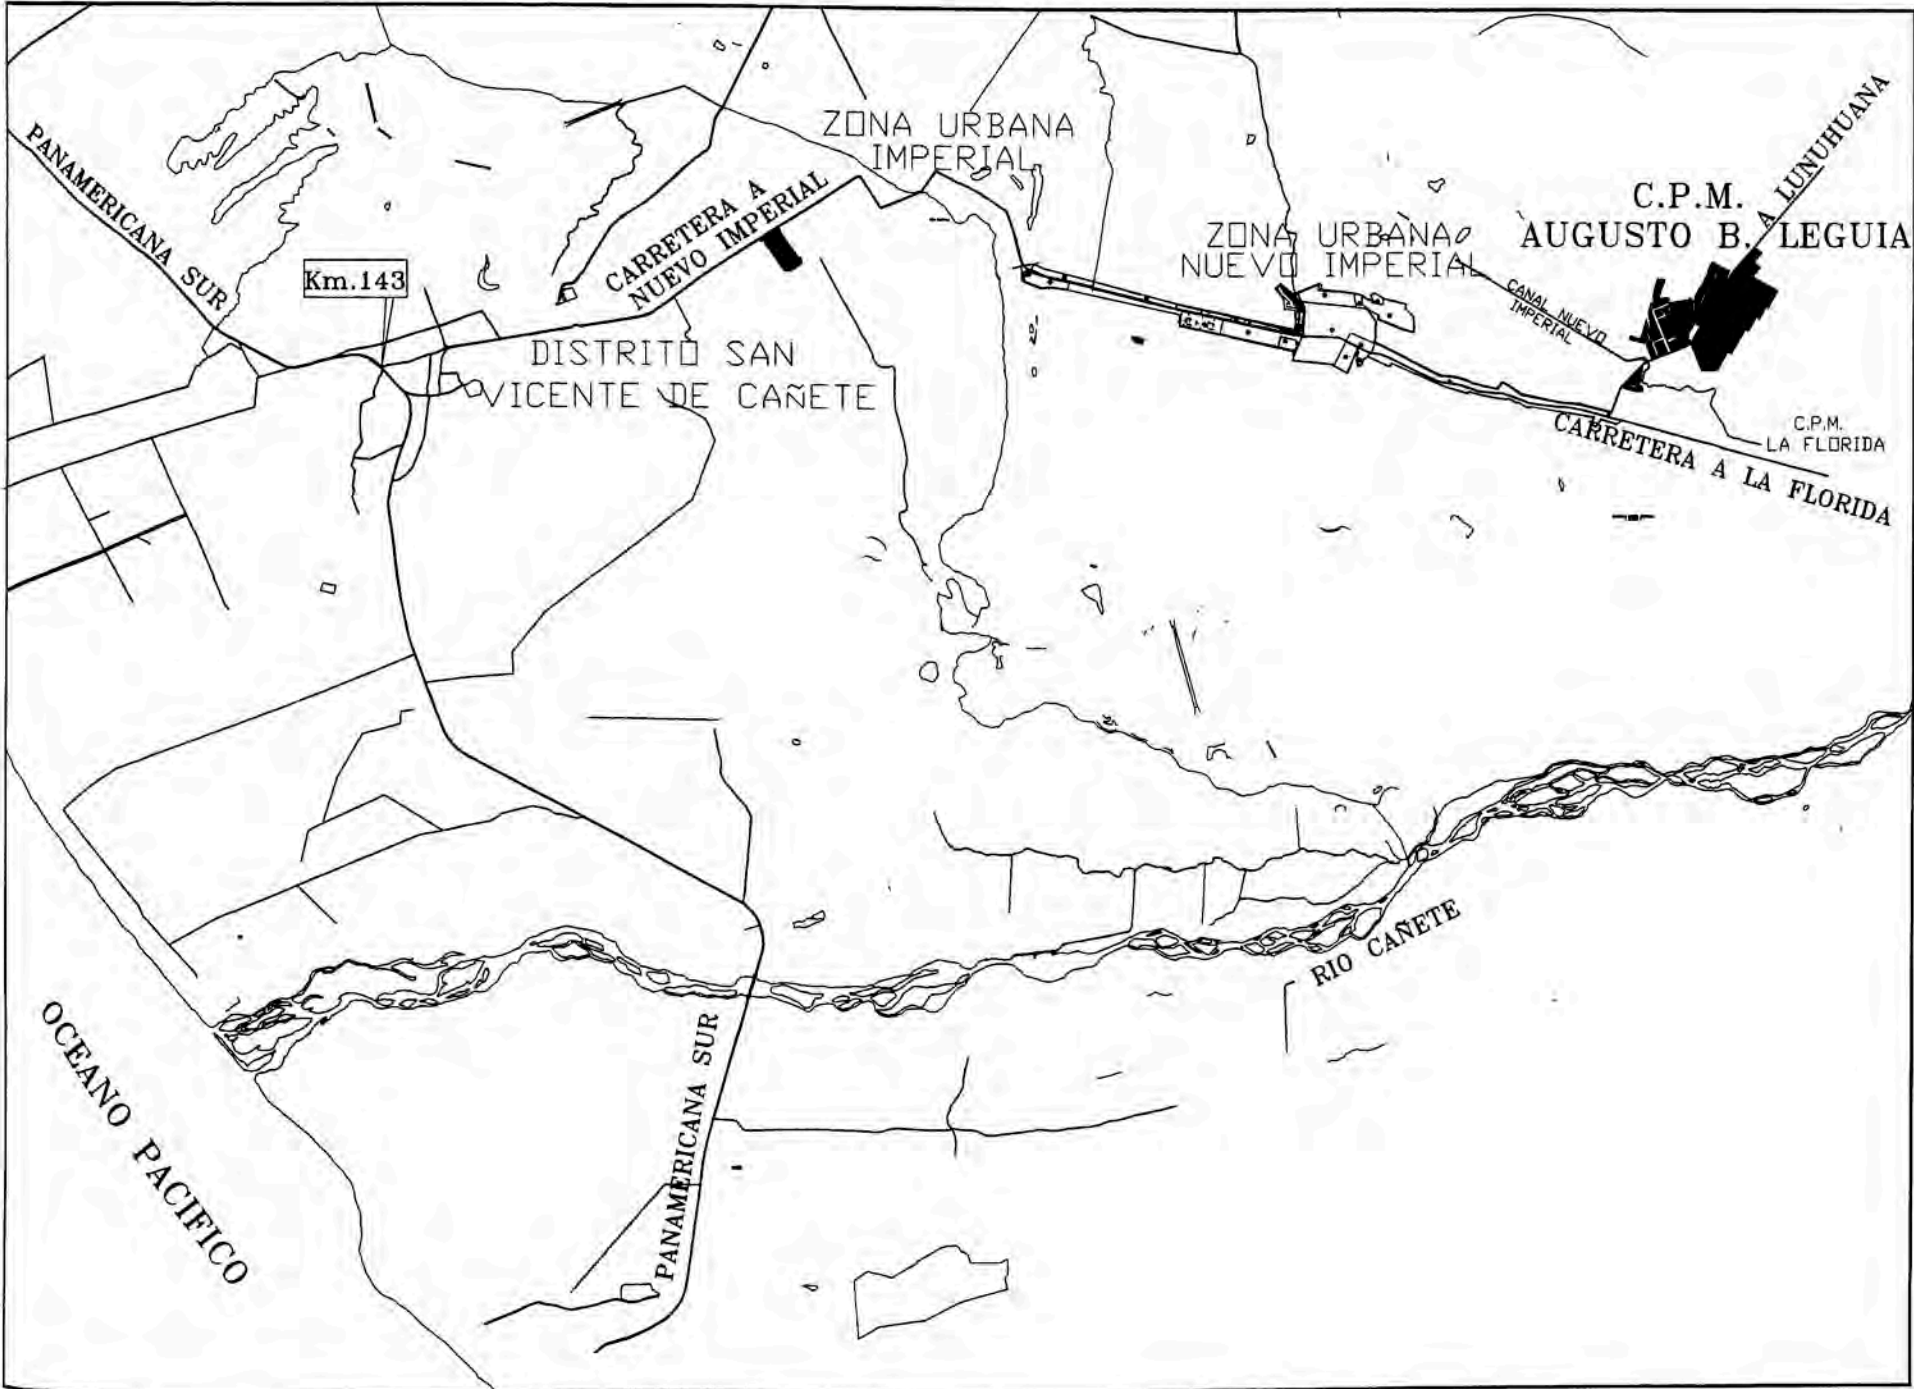 PANAMERICANA SUR
Km.143
ZONA URBANA
IMPERIAL
CARRETERA A
NUEVO IMPERIAL
DISTRITO SAN
VICENTE DE CAÑETE
ZONA URBANA
NUEVO IMPERIAL
C.P.M.
AUGUSTO B. LEGUIA
A LUNUHUANA
CANAL NUEVO
IMPERIAL
C.P.M.
LA FLORIDA
CARRETERA A LA FLORIDA
RIO CAÑETE
OCEANO PACIFICO
PANAMERICANA SUR